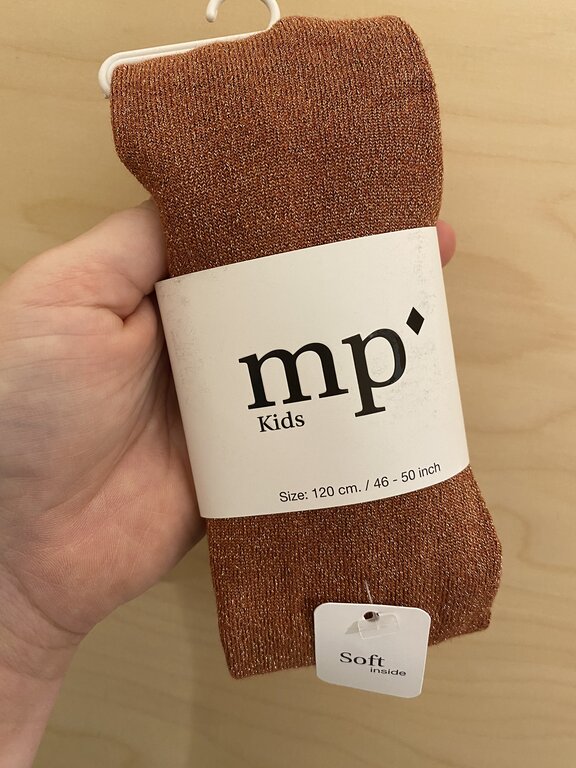 mp
Kids
Size: 120 cm. / 46 - 50 inch
Soft
inside